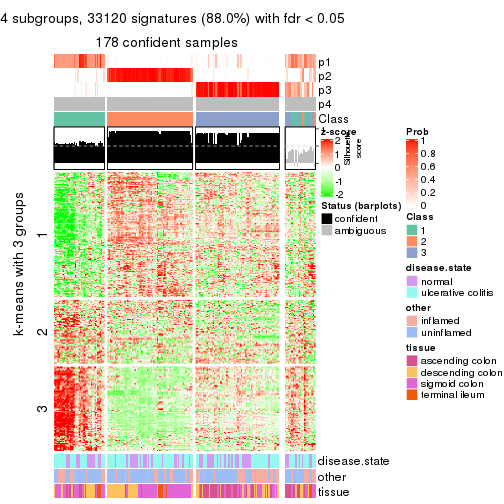 4 subgroups, 33120 signatures (88.0%) with fdr < 0.05
178 confident samples
p1
p2
p3
p4
Class
Silhouette score
k-means with 3 groups
1
2
3
disease.state
other
tissue
z-score
2
1
0
-1
-2
Status (barplots)
confident
ambiguous
Prob
1
0.8
0.6
0.4
0.2
0
Class
1
2
3
disease.state
normal
ulcerative colitis
other
inflamed
uninflamed
tissue
ascending colon
descending colon
sigmoid colon
terminal ileum